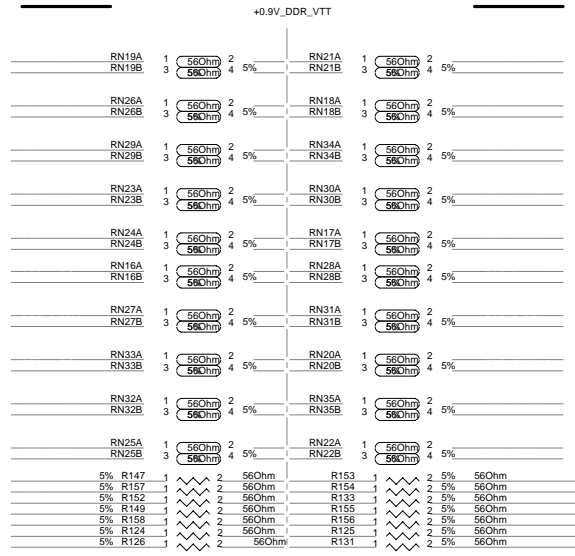 +0.9V_DDR_VTT
RN19A 1 56Ohm 2 RN21A 1 56Ohm 2
RN19B 3 56Ohm 4 5% RN21B 3 56Ohm 4 5%
RN26A 1 56Ohm 2 RN18A 1 56Ohm 2
RN26B 3 56Ohm 4 5% RN18B 3 56Ohm 4 5%
RN29A 1 56Ohm 2 RN34A 1 56Ohm 2
RN29B 3 56Ohm 4 5% RN34B 3 56Ohm 4 5%
RN23A 1 56Ohm 2 RN30A 1 56Ohm 2
RN23B 3 56Ohm 4 5% RN30B 3 56Ohm 4 5%
RN24A 1 56Ohm 2 RN17A 1 56Ohm 2
RN24B 3 56Ohm 4 5% RN17B 3 56Ohm 4 5%
RN16A 1 56Ohm 2 RN28A 1 56Ohm 2
RN16B 3 56Ohm 4 5% RN28B 3 56Ohm 4 5%
RN27A 1 56Ohm 2 RN31A 1 56Ohm 2
RN27B 3 56Ohm 4 5% RN31B 3 56Ohm 4 5%
RN33A 1 56Ohm 2 RN20A 1 56Ohm 2
RN33B 3 56Ohm 4 5% RN20B 3 56Ohm 4 5%
RN32A 1 56Ohm 2 RN35A 1 56Ohm 2
RN32B 3 56Ohm 4 5% RN35B 3 56Ohm 4 5%
RN25A 1 56Ohm 2 RN22A 1 56Ohm 2
RN25B 3 56Ohm 4 5% RN22B 3 56Ohm 4 5%
5% R147 1 2 56Ohm R153 1 2 5% 56Ohm
5% R157 1 2 56Ohm R154 1 2 5% 56Ohm
5% R152 1 2 56Ohm R133 1 2 5% 56Ohm
5% R149 1 2 56Ohm R155 1 2 5% 56Ohm
5% R158 1 2 56Ohm R156 1 2 5% 56Ohm
5% R124 1 2 56Ohm R125 1 2 5% 56Ohm
5% R126 1 2 56Ohm R131 1 2 5% 56Ohm